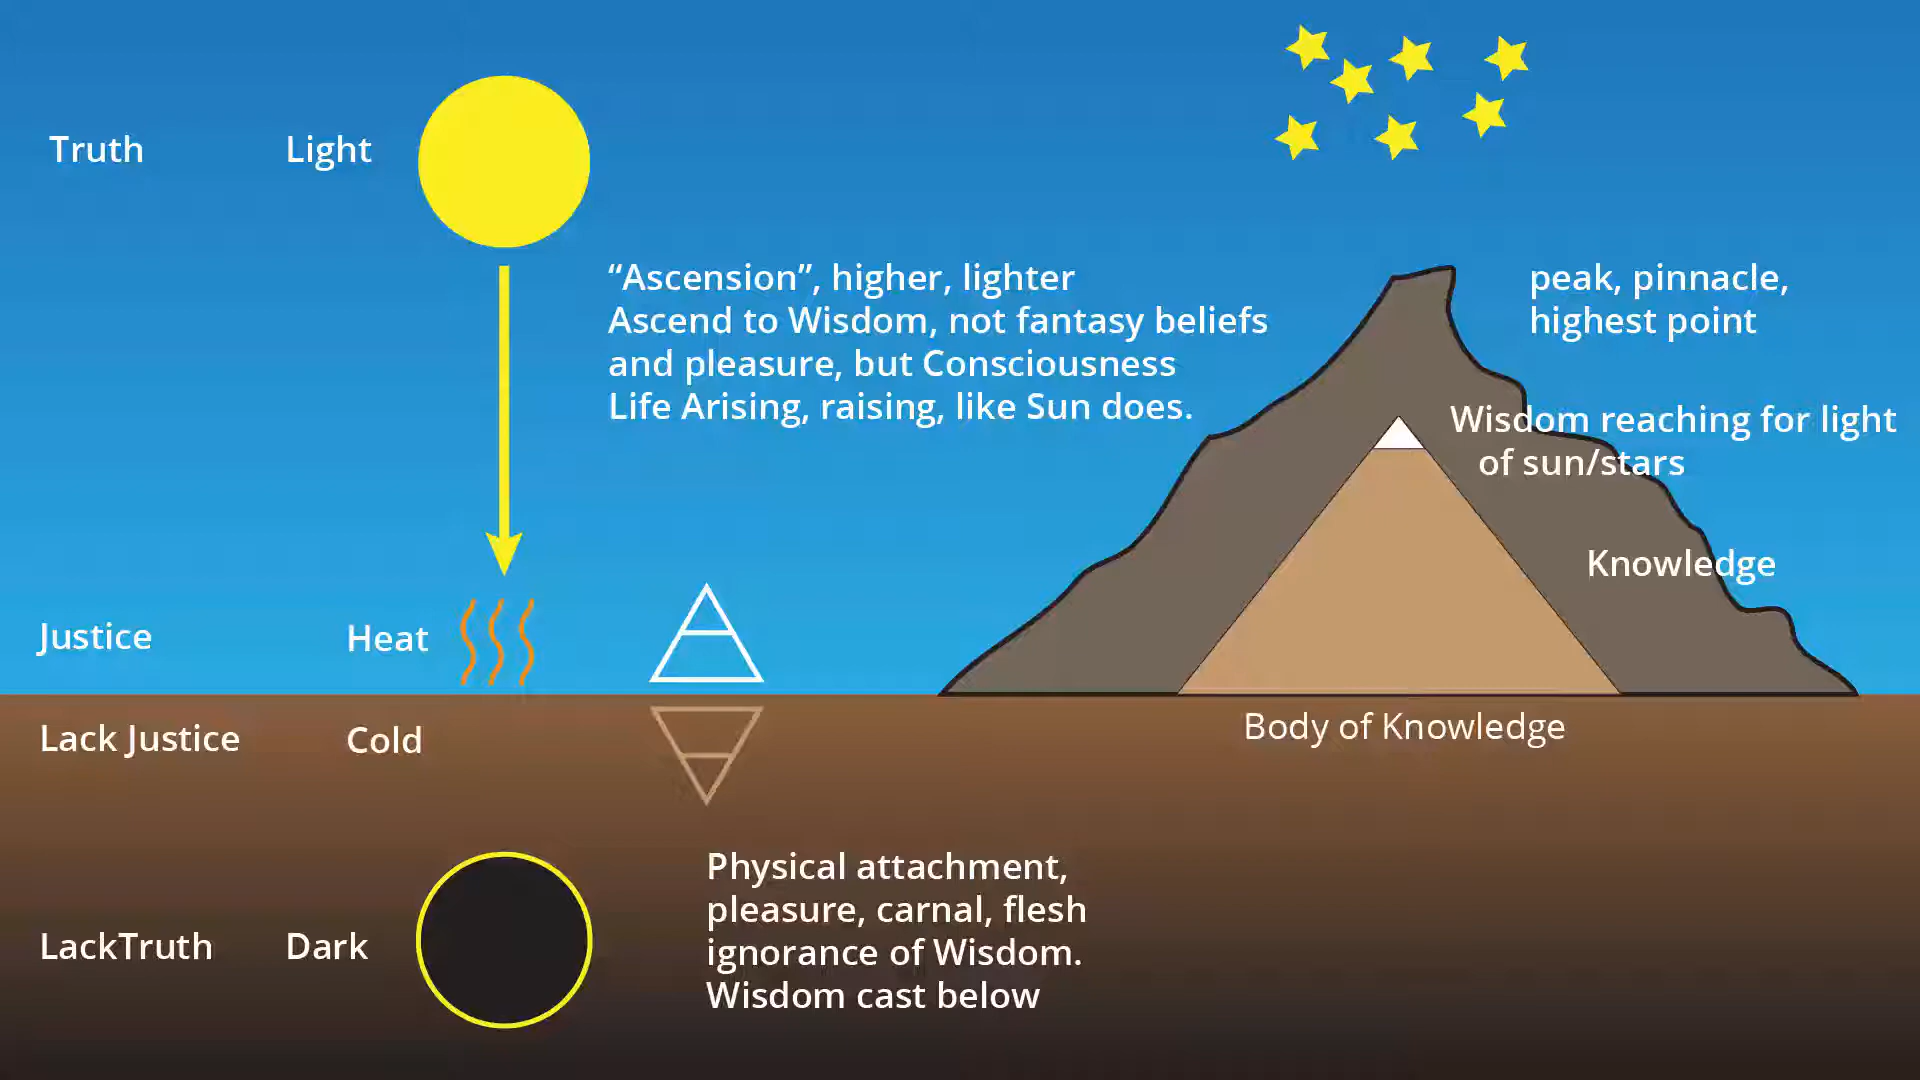 Truth
Light
“Ascension”, higher, lighter
Ascend to Wisdom, not fantasy beliefs
and pleasure, but Consciousness
Life Arising, raising, like Sun does.
peak, pinnacle,
highest point
Wisdom reaching for light
of sun/stars
Knowledge
Justice
Heat
Lack Justice
Cold
Body of Knowledge
LackTruth
Dark
Physical attachment,
pleasure, carnal, flesh
ignorance of Wisdom.
Wisdom cast below